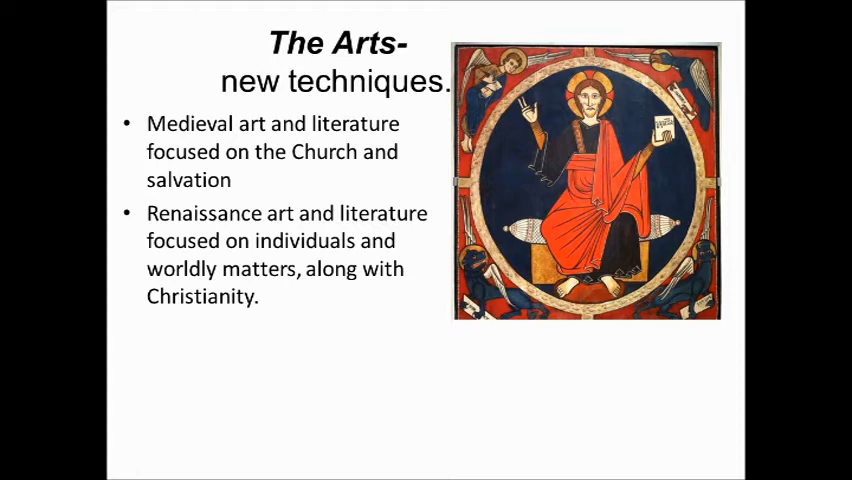 The Arts-
new techniques.
• Medieval art and literature
focused on the Church and
salvation
• Renaissance art and literature
focused on individuals and
worldly matters, along with
Christianity.